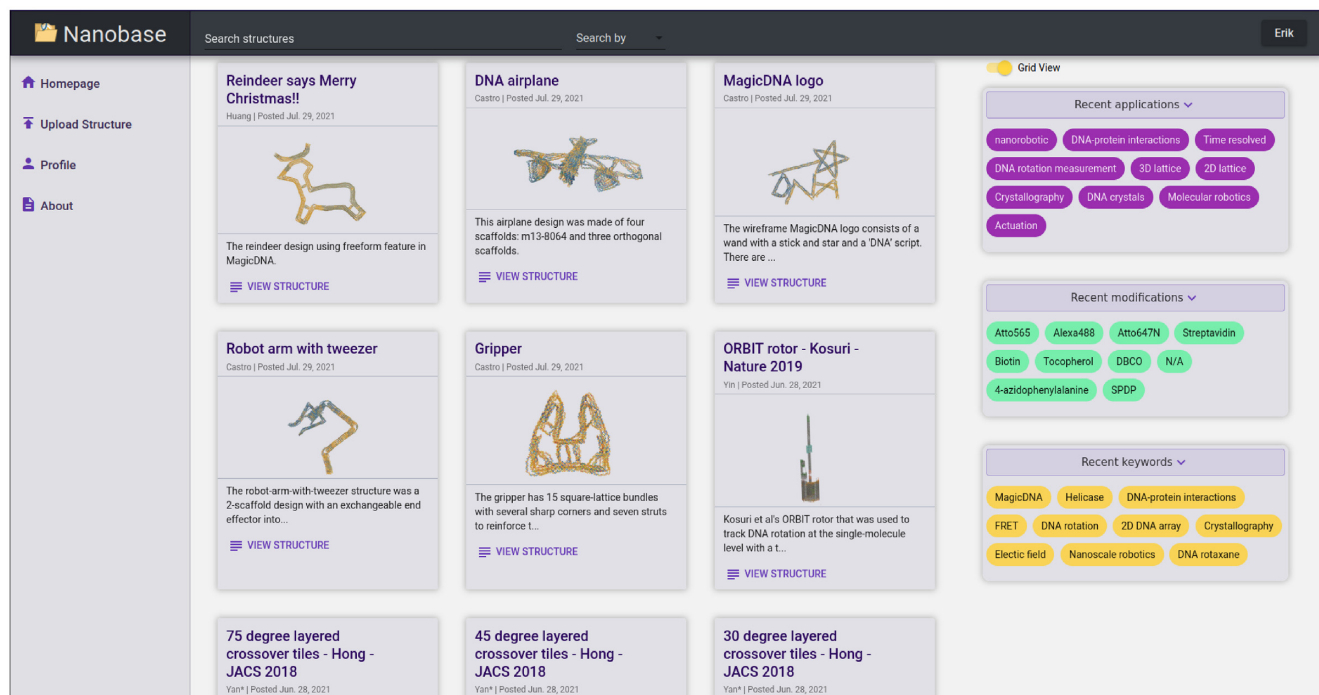 Nanobase
Search structures
Search by
Erik
Homepage
Upload Structure
Profile
About
Reindeer says Merry
Christmas!!
Huang | Posted Jul. 29, 2021
The reindeer design using freeform feature in
MagicDNA.
VIEW STRUCTURE
DNA airplane
Castro | Posted Jul. 29, 2021
This airplane design was made of four
scaffolds: m13-8064 and three orthogonal
scaffolds.
VIEW STRUCTURE
MagicDNA logo
Castro | Posted Jul. 29, 2021
The wireframe MagicDNA logo consists of a
wand with a stick and star and a 'DNA' script.
There are ...
VIEW STRUCTURE
Robot arm with tweezer
Castro | Posted Jul. 29, 2021
The robot-arm-with-tweezer structure was a
2-scaffold design with an exchangeable end
effector into...
VIEW STRUCTURE
Gripper
Castro | Posted Jul. 29, 2021
The gripper has 15 square-lattice bundles
with several sharp corners and seven struts
to reinforce t...
VIEW STRUCTURE
ORBIT rotor - Kosuri -
Nature 2019
Yin | Posted Jun. 28, 2021
Kosuri et al's ORBIT rotor that was used to
track DNA rotation at the single-molecule
level with a t...
VIEW STRUCTURE
75 degree layered
crossover tiles - Hong -
JACS 2018
Yan* | Posted Jun. 28, 2021
45 degree layered
crossover tiles - Hong -
JACS 2018
Yan* | Posted Jun. 28, 2021
30 degree layered
crossover tiles - Hong -
JACS 2018
Yan* | Posted Jun. 28, 2021
Grid View
Recent applications
nanorobotic DNA-protein interactions Time resolved
DNA rotation measurement 3D lattice 2D lattice
Crystallography DNA crystals Molecular robotics
Actuation
Recent modifications
Atto565 Alexa488 Atto647N Streptavidin
Biotin Tocopherol DBCO N/A
4-azidophenylalanine SPDP
Recent keywords
MagicDNA Helicase DNA-protein interactions
FRET DNA rotation 2D DNA array Crystallography
Electic field Nanoscale robotics DNA rotaxane